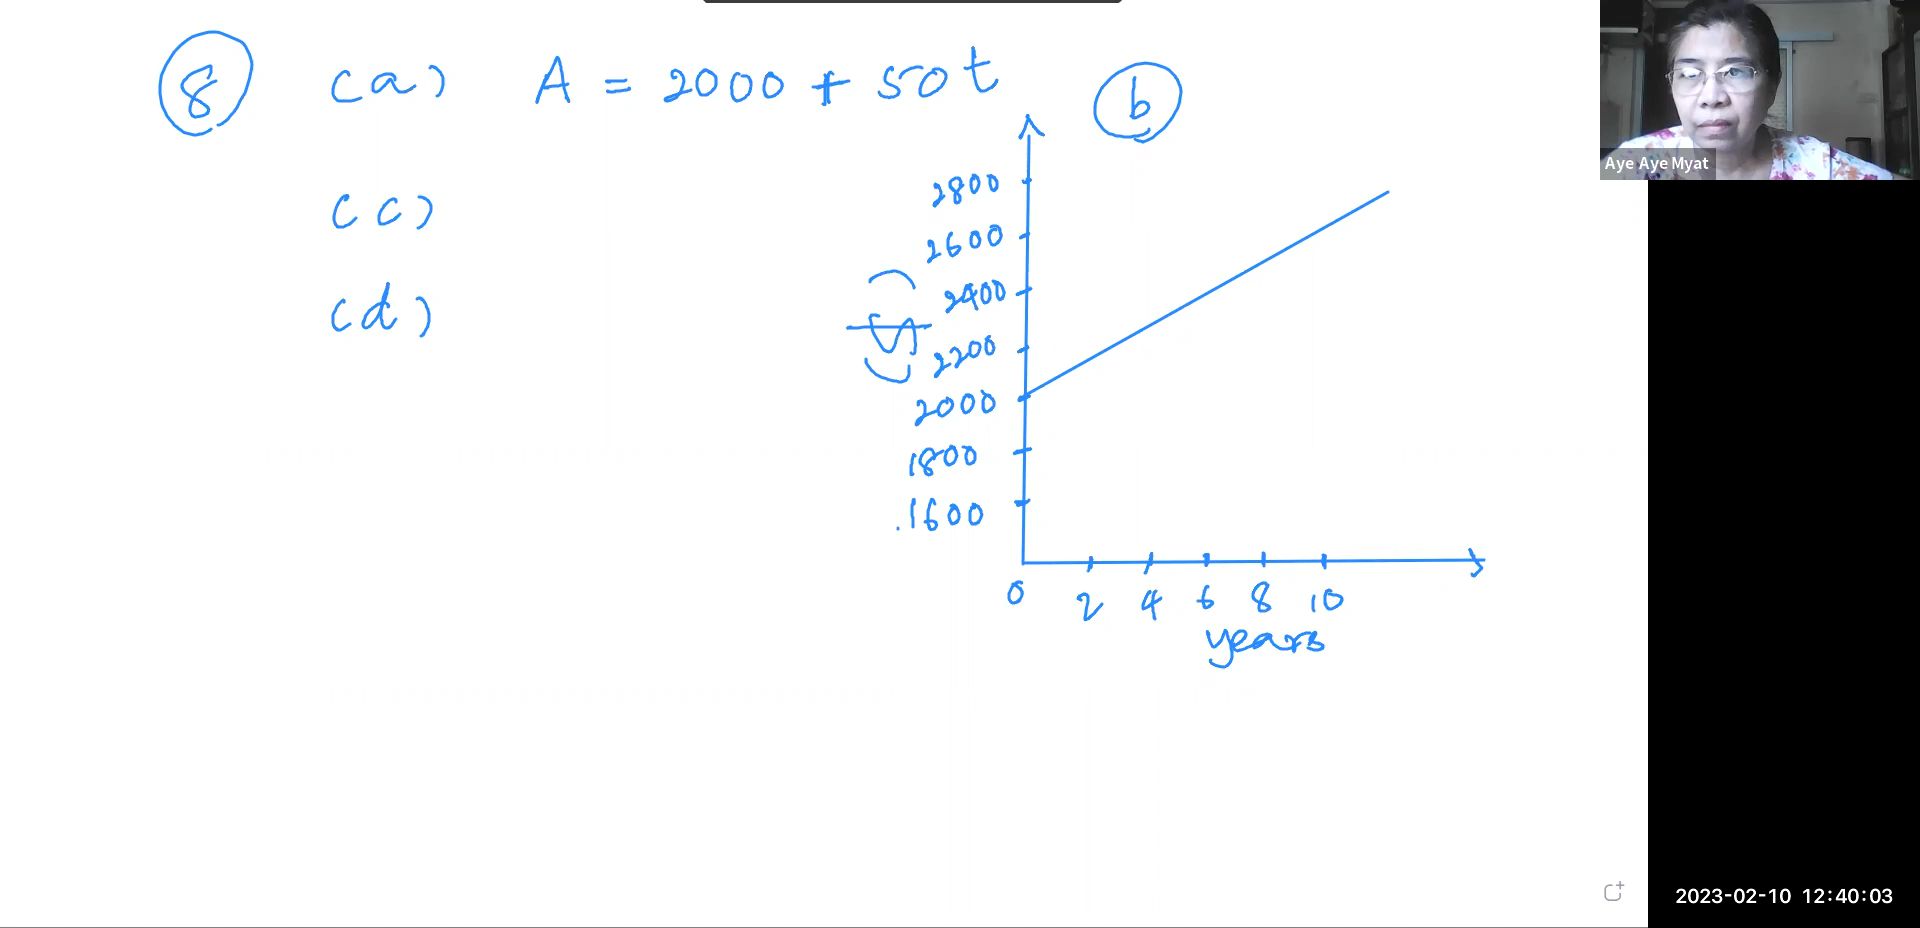 8 (a) A = 2000 + 50t
b
(c)
(d)
2800
2600
2400
2200
2000
1800
1600
($)
0 2 4 6 8 10
years
Aye Aye Myat
2023-02-10 12:40:03